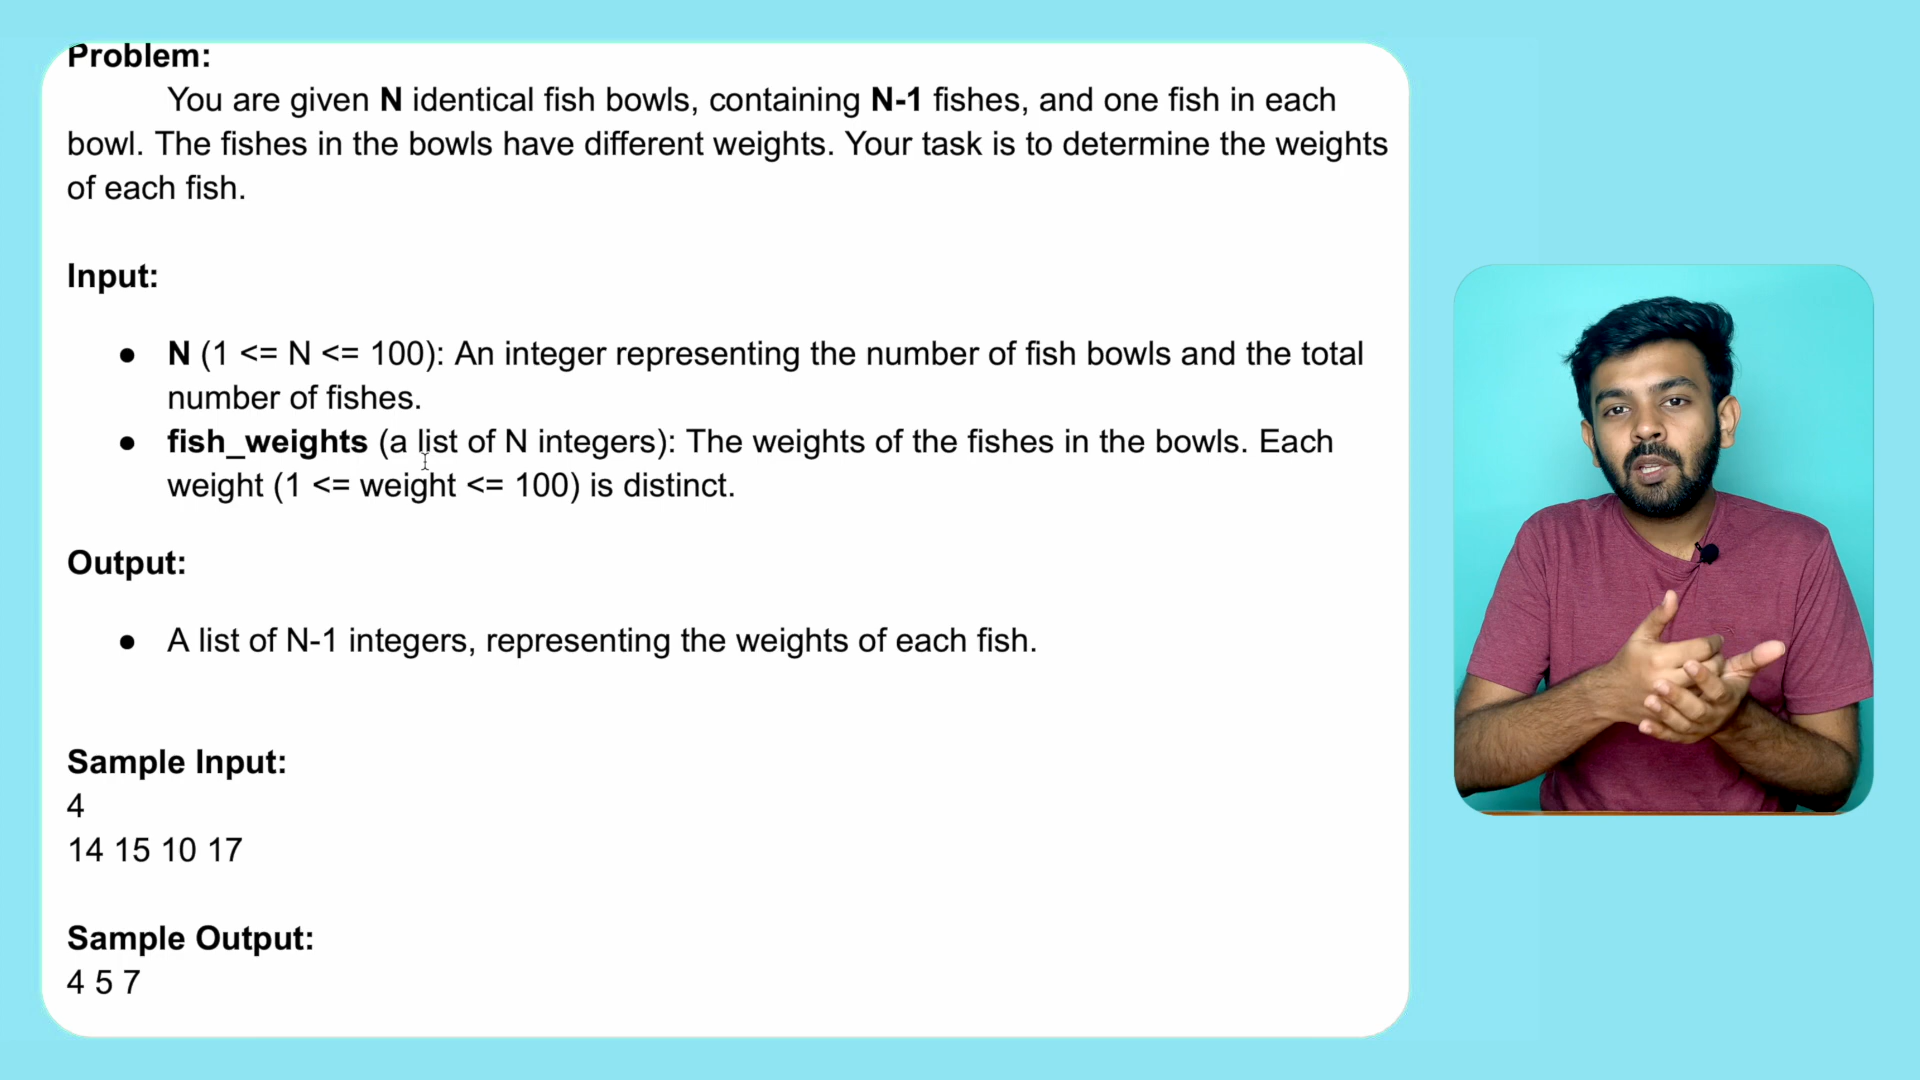 Problem:
You are given N identical fish bowls, containing N-1 fishes, and one fish in each
bowl. The fishes in the bowls have different weights. Your task is to determine the weights
of each fish.
Input:
● N (1 <= N <= 100): An integer representing the number of fish bowls and the total
number of fishes.
● fish_weights (a list of N integers): The weights of the fishes in the bowls. Each
weight (1 <= weight <= 100) is distinct.
Output:
● A list of N-1 integers, representing the weights of each fish.
Sample Input:
4
14 15 10 17
Sample Output:
4 5 7